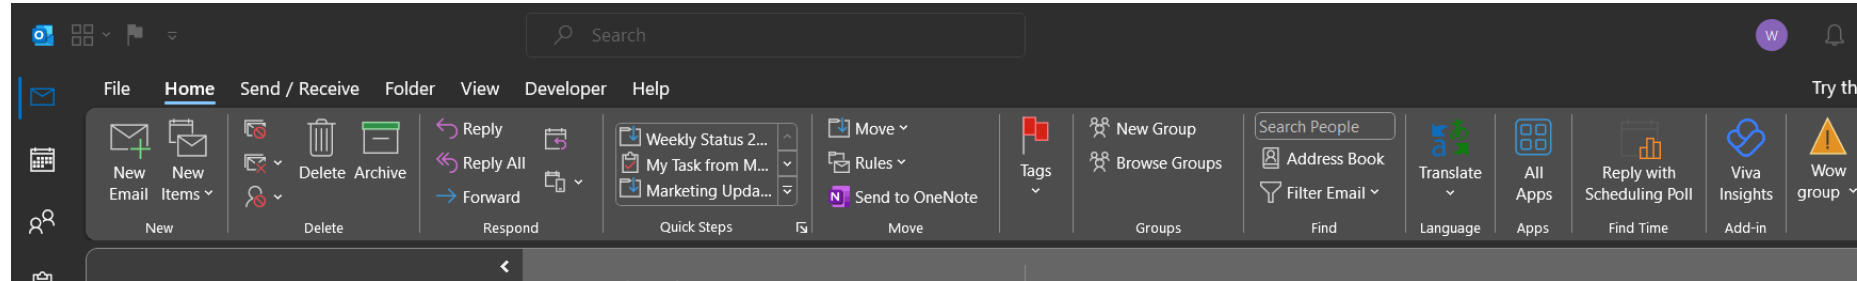 Search
W
File Home Send / Receive Folder View Developer Help
Try th
New Email
New Items
New
Delete
Archive
Delete
Reply
Reply All
Forward
Respond
Weekly Status 2...
My Task from M...
Marketing Upda...
Quick Steps
Move
Rules
N Send to OneNote
Move
Tags
New Group
Browse Groups
Groups
Search People
Address Book
Filter Email
Find
Translate
Language
All
Apps
Apps
Reply with
Scheduling Poll
Find Time
Viva
Insights
Add-in
Wow
group